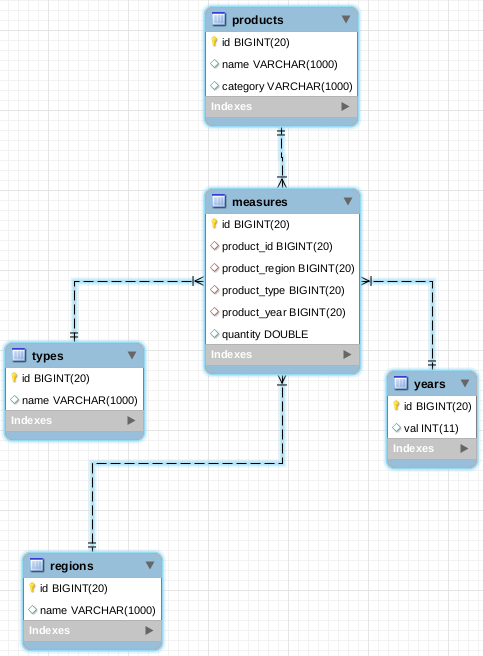 products
id BIGINT(20)
name VARCHAR(1000)
category VARCHAR(1000)
Indexes
measures
id BIGINT(20)
product_id BIGINT(20)
product_region BIGINT(20)
product_type BIGINT(20)
product_year BIGINT(20)
quantity DOUBLE
Indexes
types
id BIGINT(20)
name VARCHAR(1000)
Indexes
years
id BIGINT(20)
val INT(11)
Indexes
regions
id BIGINT(20)
name VARCHAR(1000)
Indexes